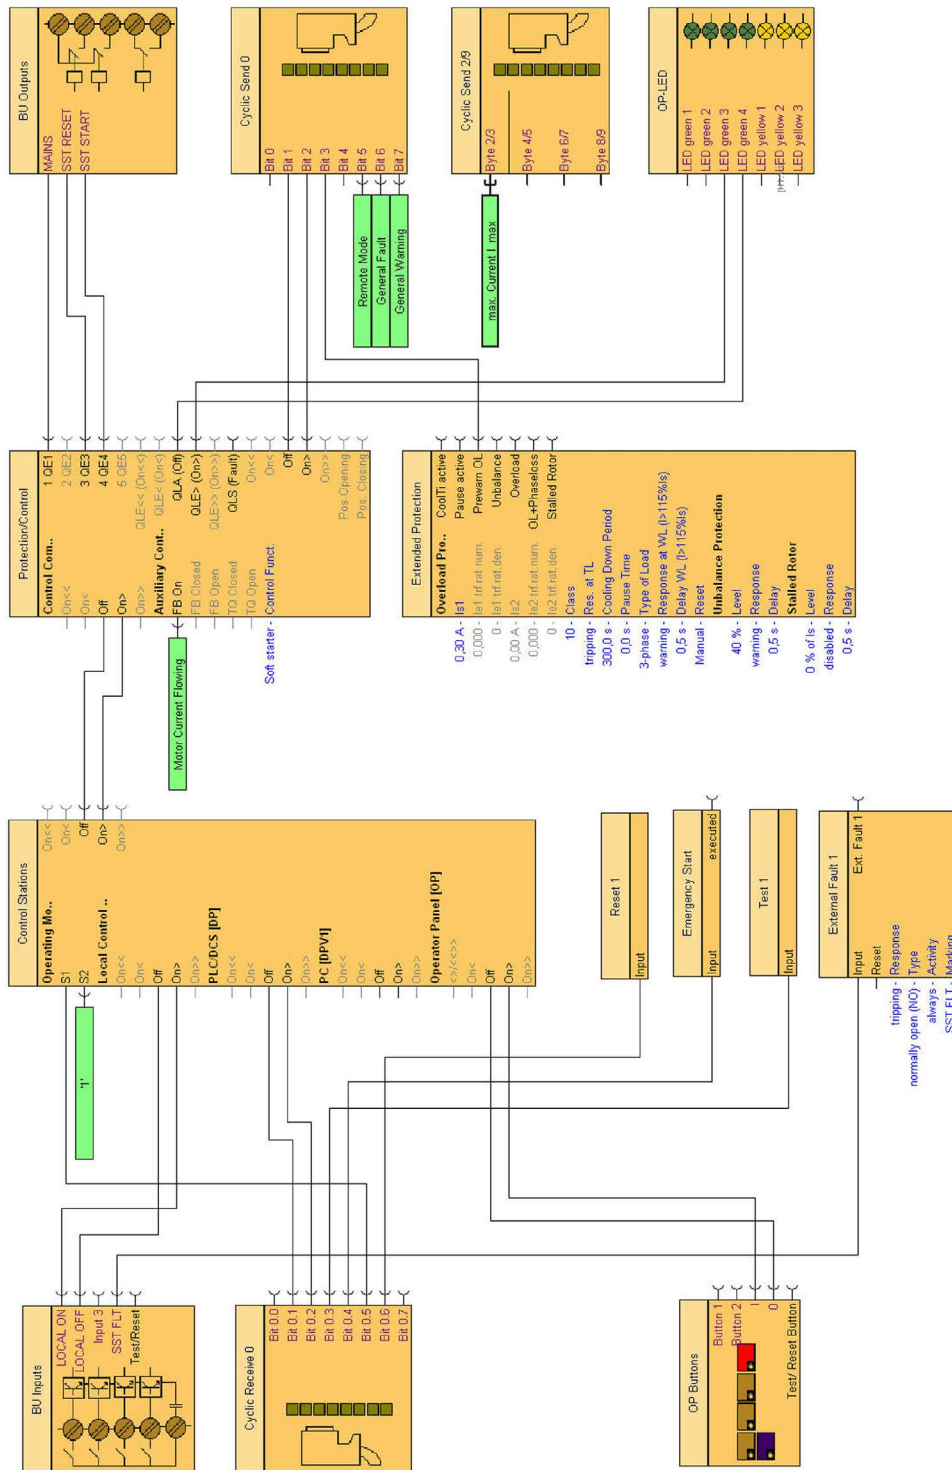 BU Inputs
LOCAL ON
LOCAL OFF
Input 3
SST FLT
Test/Reset
Cyclic Receive 0
Bit 0.0
Bit 0.1
Bit 0.2
Bit 0.3
Bit 0.4
Bit 0.5
Bit 0.6
Bit 0.7
OP Buttons
Button 1
Button 2
I
0
Test/ Reset Button
'1'
Control Stations
Operating Mo..
S1
S2
Local Control ..
On<<
On<
Off
On>
On>>
PLC/DCS [DP]
On<<
On<
Off
On>
On>>
PC [DPV1]
On<<
On<
Off
On>
On>>
Operator Panel [OP]
<>/<<>>
On<<
On<
Off
On>
On>>
On<<
On<
Off
On>
On>>
Reset 1
Input
Emergency Start
Input
executed
Test 1
Input
External Fault 1
Input
Ext. Fault 1
Reset
tripping - Response
normally open (NO) - Type
always - Activity
SST FLT - Marking
Motor Current Flowing
Protection/Control
Control Com..
On<<
On<
Off
On>
On>>
Auxiliary Cont..
FB On
FB Closed
FB Open
TQ Closed
TQ Open
Soft starter - Control Funct.
1 QE1
2 QE2
3 QE3
4 QE4
5 QE5
QLE<< (On<<)
QLE< (On<)
QLA (Off)
QLE> (On>)
QLE>> (On>>)
QLS (Fault)
On<<
On<
Off
On>
On>>
Pos Opening
Pos. Closing
Extended Protection
Overload Pro..
CoolTi active
0,30 A - Is1
Pause active
0,000 - Is1 trf.rat.num.
Prewarn OL
0 - Is1 trf.rat.den.
Unbalance
0,00 A - Is2
Overload
0,000 - Is2 trf.rat.num.
OL+Phaseloss
0 - Is2 trf.rat.den.
Stalled Rotor
10 - Class
tripping - Res. at TL
300,0 s - Cooling Down Period
0,0 s - Pause Time
3-phase - Type of Load
warning - Response at WL (I>115%Is)
0,5 s - Delay WL (I>115%Is)
Manual - Reset
Unbalance Protection
40 % - Level
warning - Response
0,5 s - Delay
Stalled Rotor
0 % of Is - Level
disabled - Response
0,5 s - Delay
BU Outputs
MAINS
SST RESET
SST START
Cyclic Send 0
Bit 0
Bit 1
Bit 2
Bit 3
Bit 4
Remote Mode
Bit 5
General Fault
Bit 6
General Warning
Bit 7
Cyclic Send 2/9
max. Current I_max
Byte 2/3
Byte 4/5
Byte 6/7
Byte 8/9
OP-LED
LED green 1
LED green 2
LED green 3
LED green 4
LED yellow 1
LED yellow 2
LED yellow 3